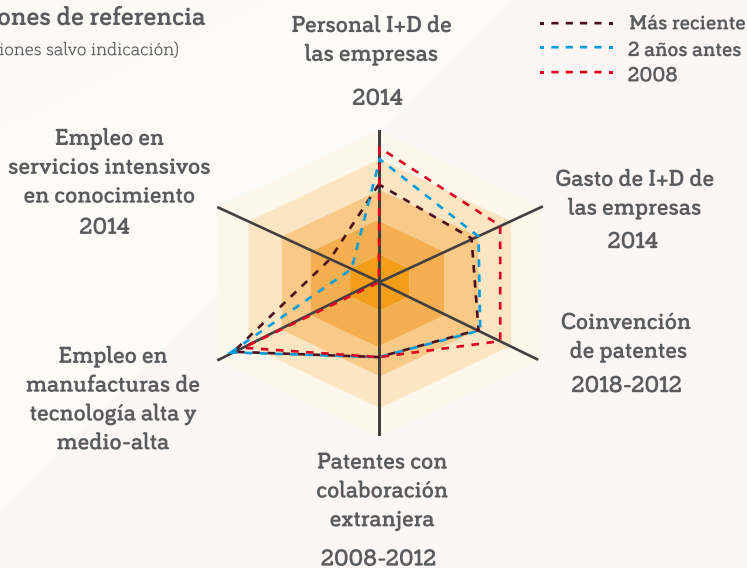 ones de referencia
iones salvo indicación)
Más reciente
2 años antes
2008
Personal I+D de
las empresas
2014
Gasto de I+D de
las empresas
2014
Coinvención
de patentes
2018-2012
Patentes con
colaboración
extranjera
2008-2012
Empleo en
manufacturas de
tecnología alta y
medio-alta
Empleo en
servicios intensivos
en conocimiento
2014